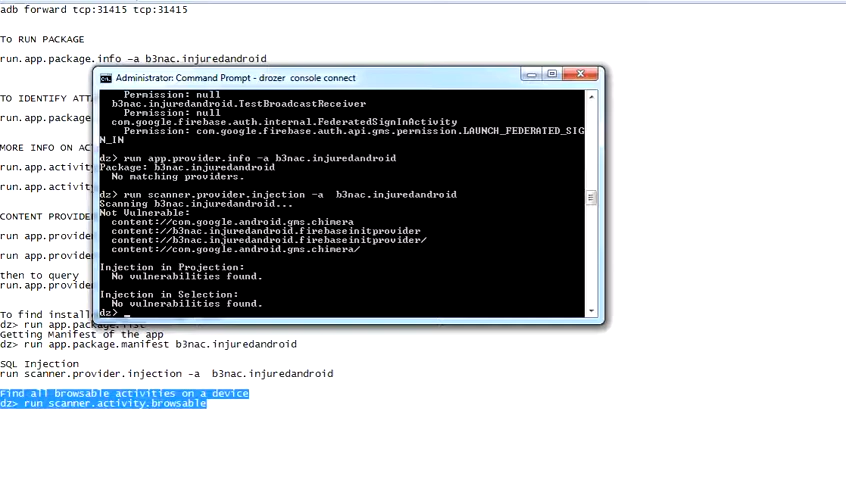 adb forward tcp:31415 tcp:31415
To RUN PACKAGE
run.app.package.info -a b3nac.injuredandroid
TO IDENTIFY ATTA
run.app.package
MORE INFO ON AC
run.app.activit
run.app.activit
CONTENT PROVIDE
run app.provide
run app.provide
then to query
run.app.provide
To find install
dz> run app.package.list
Getting Manifest of the app
dz> run app.package.manifest b3nac.injuredandroid
SQL Injection
run scanner.provider.injection -a  b3nac.injuredandroid
Find all browsable activities on a device
dz> run scanner.activity.browsable
Administrator: Command Prompt - drozer  console connect
Permission: null
b3nac.injuredandroid.TestBroadcastReceiver
Permission: null
com.google.firebase.auth.internal.FederatedSignInActivity
Permission: com.google.firebase.auth.api.gms.permission.LAUNCH_FEDERATED_SIG
N_IN
dz> run app.provider.info -a b3nac.injuredandroid
Package: b3nac.injuredandroid
No matching providers.
dz> run scanner.provider.injection -a  b3nac.injuredandroid
Scanning b3nac.injuredandroid...
Not Vulnerable:
content://com.google.android.gms.chimera
content://b3nac.injuredandroid.firebaseinitprovider
content://b3nac.injuredandroid.firebaseinitprovider/
content://com.google.android.gms.chimera/
Injection in Projection:
No vulnerabilities found.
Injection in Selection:
No vulnerabilities found.
dz> _